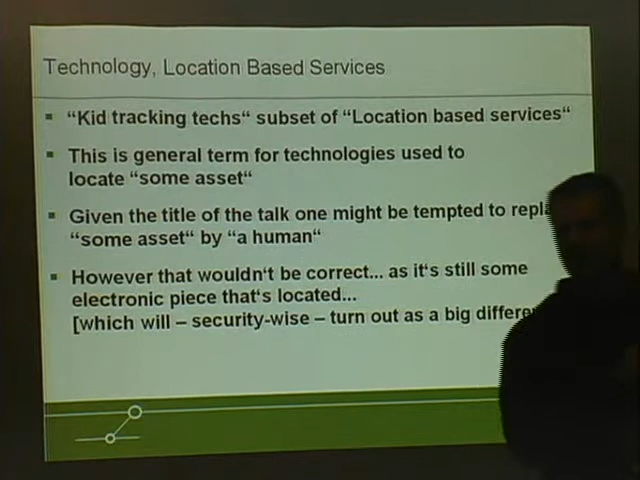 Technology, Location Based Services
“Kid tracking techs“ subset of “Location based services“
This is general term for technologies used to
locate “some asset“
Given the title of the talk one might be tempted to
“some asset“ by “a human“
However that wouldn‘t be correct... as it‘s still some
electronic piece that‘s located...
[which will – security-wise – turn out as a big